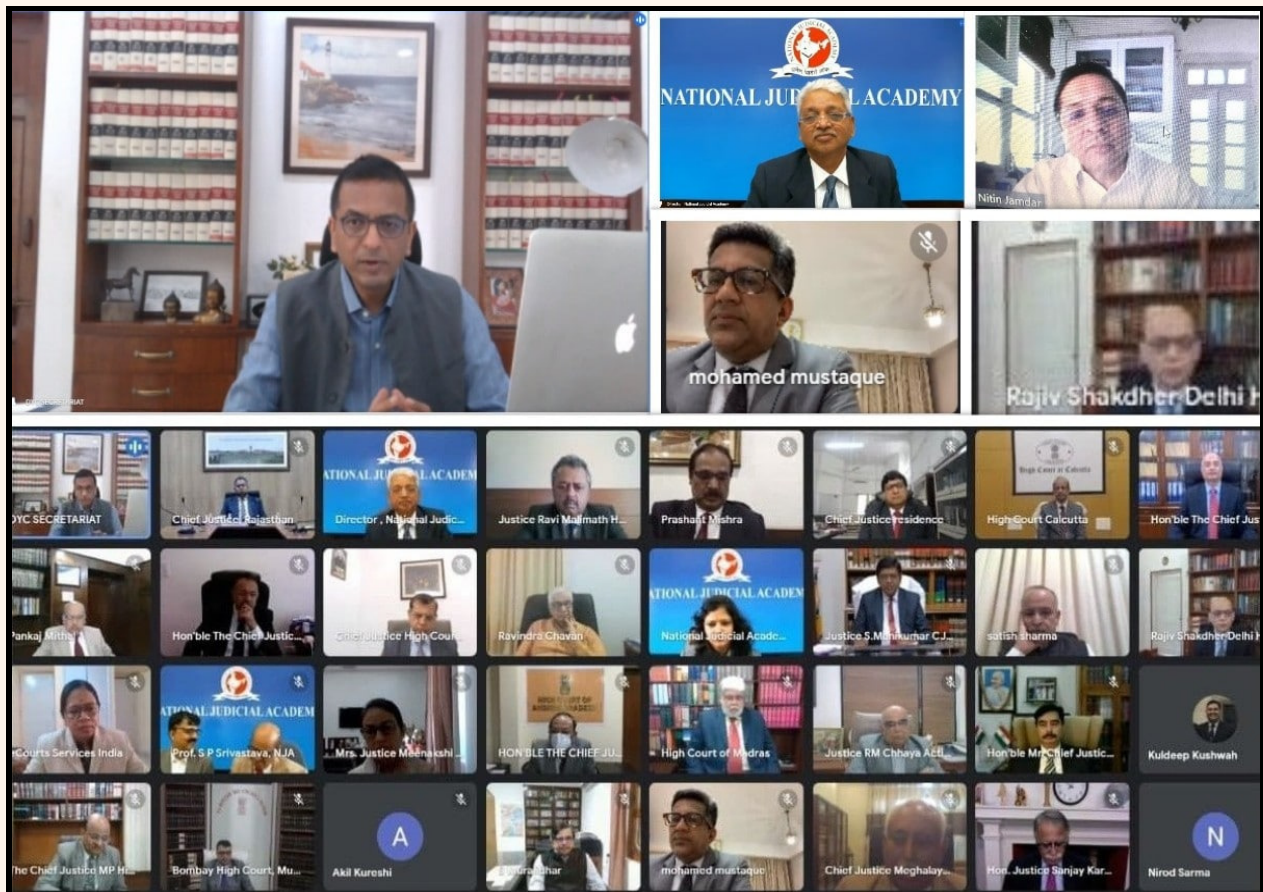 NATIONAL JUDICIAL ACADEMY
Nitin Jamdar
mohamed mustaque
Rajiv Shakdher Delhi H
DYC SECRETARIAT
Chief Justice, Rajasthan
NATIONAL JUDICIAL ACADEM
Director, National Judic...
Justice Ravi Malimath H...
Prashant Mishra
Chief Justice residence
High Court of Calcutta
High Court Calcutta
Hon'ble The Chief Jus
Pankaj Mitha
Hon'ble The Chief Justic...
Chief Justice High Cour...
Ravindra Chavan
NATIONAL JUDICIAL ACADEM
National Judicial Acade...
Justice S.Manikumar CJ...
satish sharma
Rajiv Shakdher Delhi H
Courts Services India
NATIONAL JUDICIAL ACADEM
Prof. S P Srivastava, NJA
Mrs. Justice Meenakshi ...
HIGH COURT OF
HON'BLE THE CHIEF JU...
High Court of Madras
Justice RM Chhaya Acti...
Hon'ble Mr. Chief Justic...
Kuldeep Kushwah
The Chief Justice MP H...
Bombay High Court, Mu...
A
Akil Kureshi
mohamed mustaque
Chief Justice Meghalay...
Hon. Justice Sanjay Kar...
N
Nirod Sarma